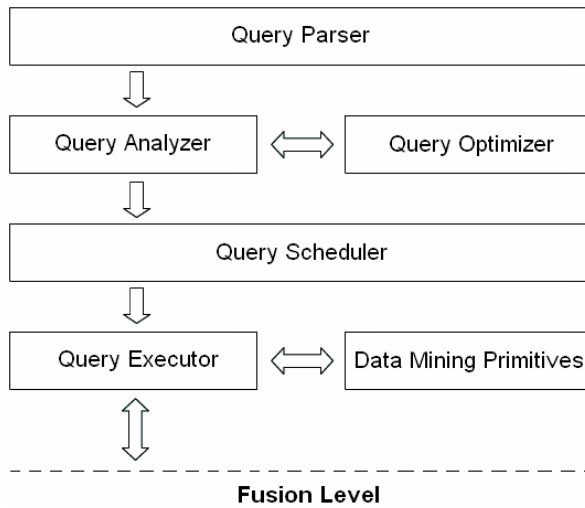 Query Parser
Query Analyzer
Query Optimizer
Query Scheduler
Query Executor
Data Mining Primitives
Fusion Level